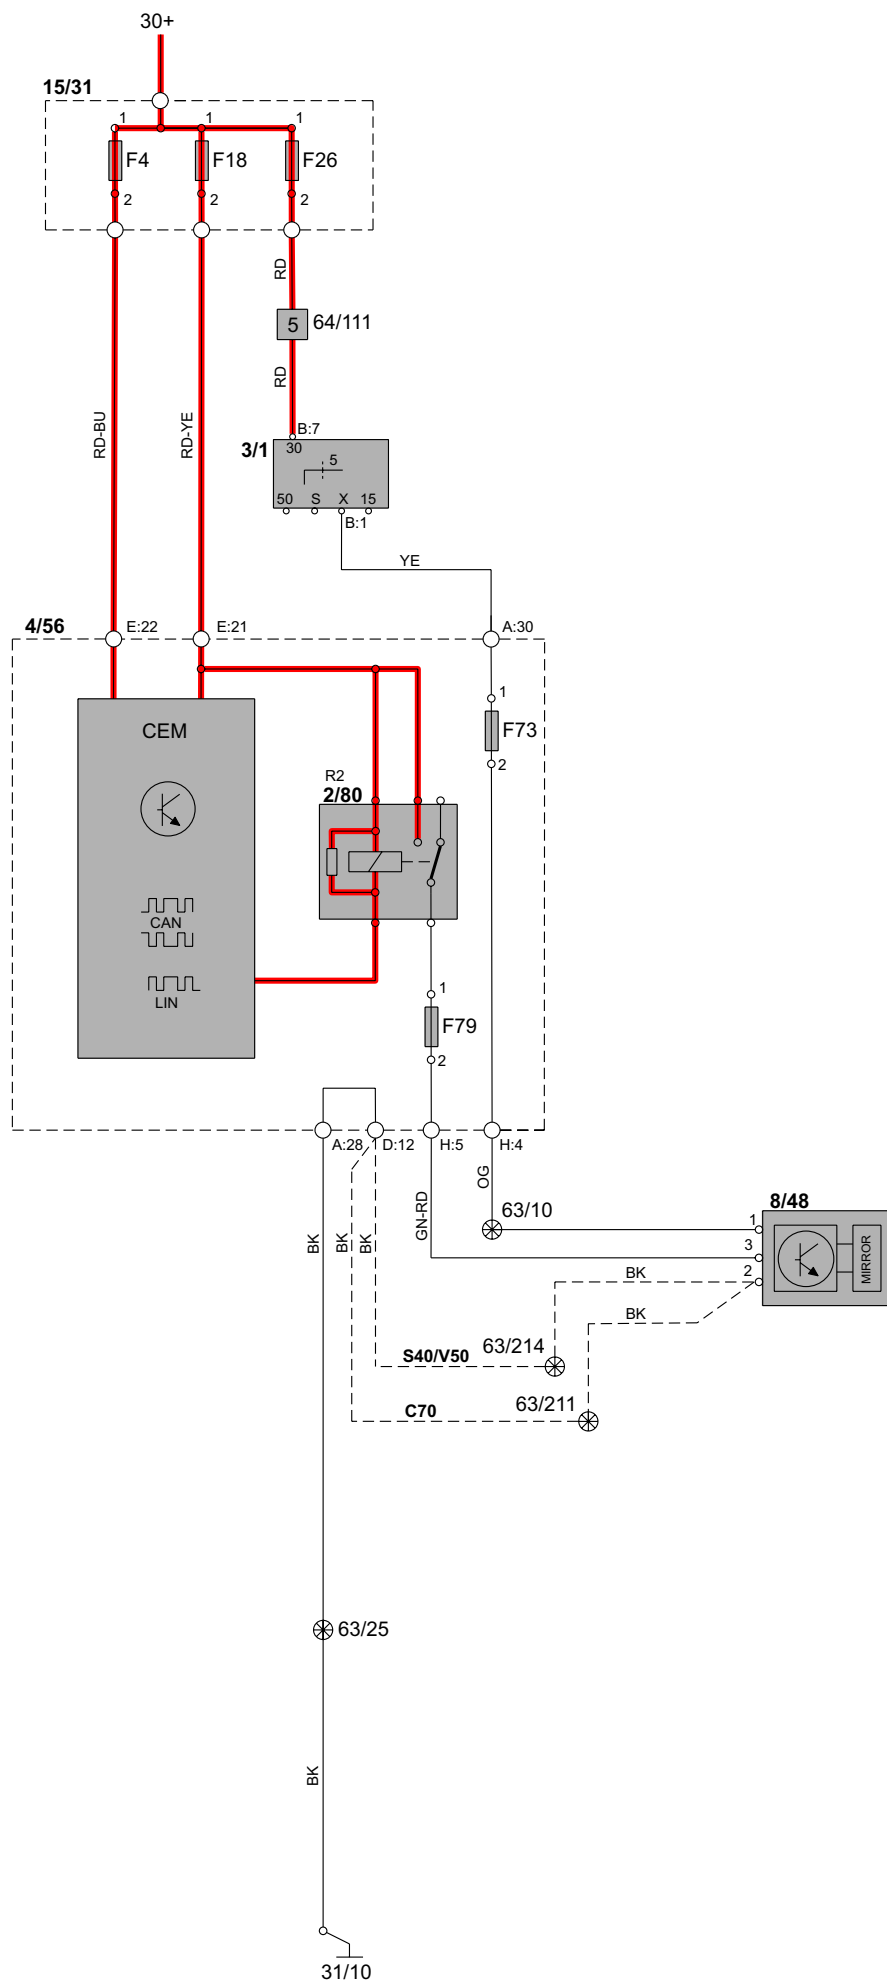 30+
15/31
1 1 1
F4 F18 F26
2 2 2
RD
5 64/111
RD
RD-BU
RD-YE
B:7
3/1
30
5
50 S X 15
B:1
YE
4/56
E:22
E:21
A:30
1
CEM
F73
2
R2
2/80
CAN
LIN
1
F79
2
A:28 D:12 H:5 H:4
OG
GN-RD
BK
BK
BK
63/10
8/48
1
3
2
MIRROR
BK
BK
63/214
S40/V50
63/211
C70
63/25
BK
31/10